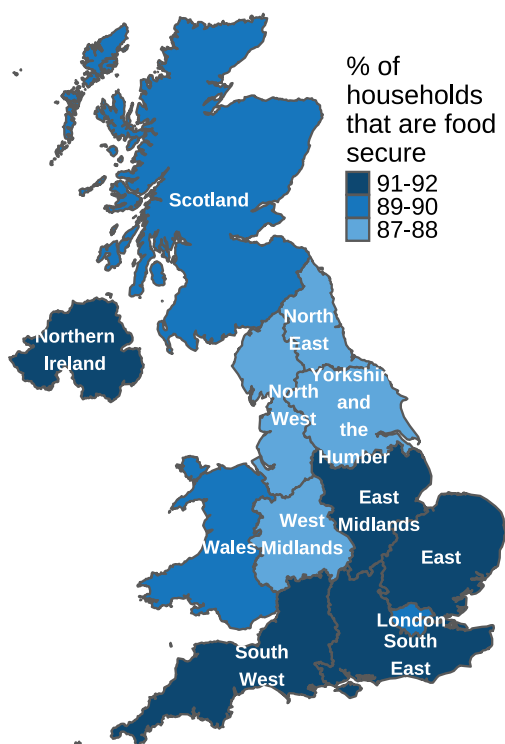 % of
households
that are food
secure
91-92
89-90
87-88
Scotland
Northern
Ireland
North
East
Yorkshire
and
the
Humber
North
West
East
Midlands
West
Midlands
Wales
East
London
South
East
South
West